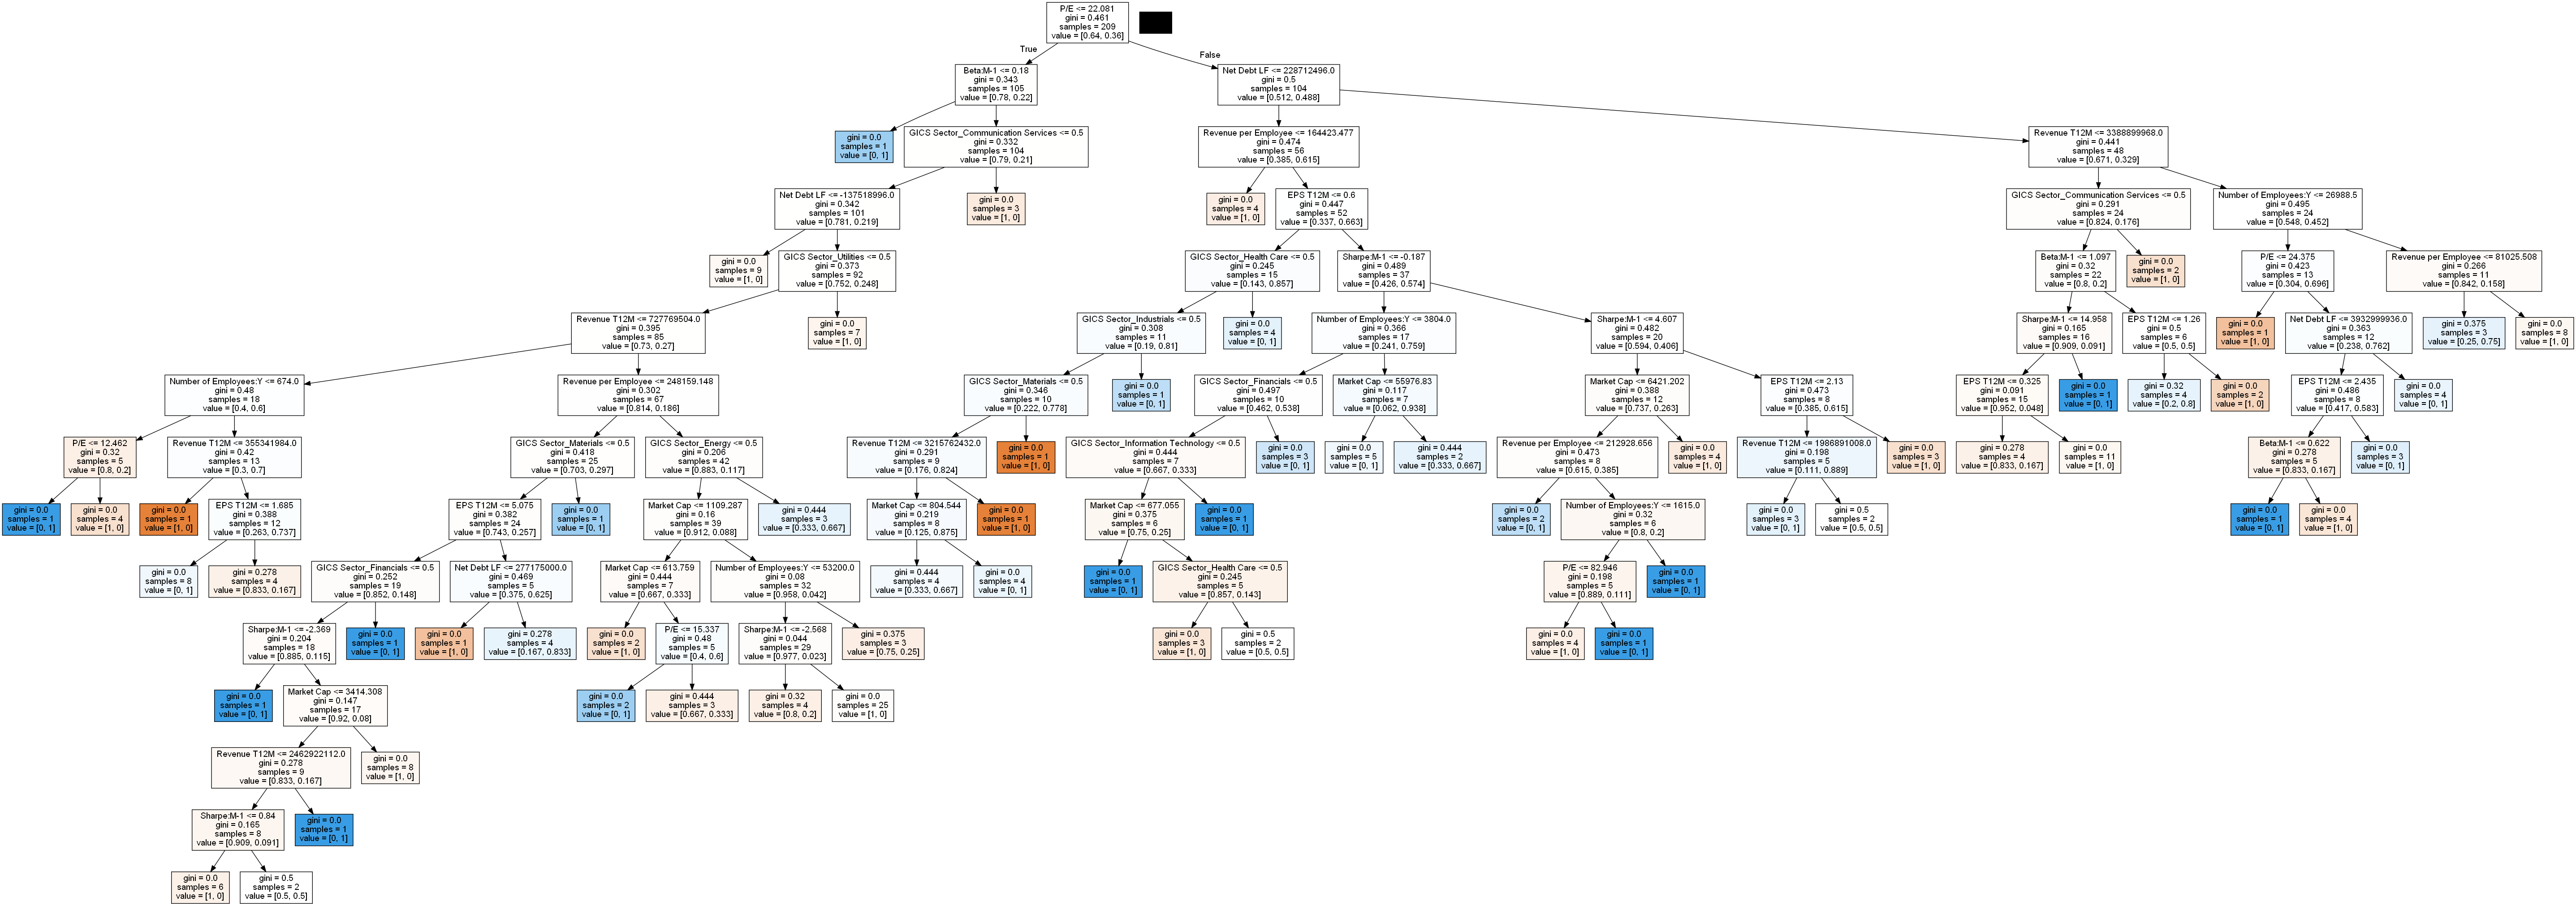 P/E <= 22.081
gini = 0.461
samples = 209
value = [0.64, 0.36]
True
False
Beta:M-1 <= 0.18
gini = 0.343
samples = 105
value = [0.78, 0.22]
Net Debt LF <= 228712496.0
gini = 0.5
samples = 104
value = [0.512, 0.488]
gini = 0.0
samples = 1
value = [0, 1]
GICS Sector_Communication Services <= 0.5
gini = 0.332
samples = 104
value = [0.79, 0.21]
Revenue per Employee <= 164423.477
gini = 0.474
samples = 56
value = [0.385, 0.615]
Revenue T12M <= 3388899968.0
gini = 0.441
samples = 48
value = [0.671, 0.329]
Net Debt LF <= -137518996.0
gini = 0.342
samples = 101
value = [0.781, 0.219]
gini = 0.0
samples = 3
value = [1, 0]
gini = 0.0
samples = 4
value = [1, 0]
EPS T12M <= 0.6
gini = 0.447
samples = 52
value = [0.337, 0.663]
GICS Sector_Communication Services <= 0.5
gini = 0.291
samples = 24
value = [0.824, 0.176]
Number of Employees:Y <= 26988.5
gini = 0.495
samples = 24
value = [0.548, 0.452]
gini = 0.0
samples = 9
value = [1, 0]
GICS Sector_Utilities <= 0.5
gini = 0.373
samples = 92
value = [0.752, 0.248]
GICS Sector_Health Care <= 0.5
gini = 0.245
samples = 15
value = [0.143, 0.857]
Sharpe:M-1 <= -0.187
gini = 0.489
samples = 37
value = [0.426, 0.574]
Beta:M-1 <= 1.097
gini = 0.32
samples = 22
value = [0.8, 0.2]
gini = 0.0
samples = 2
value = [1, 0]
P/E <= 24.375
gini = 0.423
samples = 13
value = [0.304, 0.696]
Revenue per Employee <= 81025.508
gini = 0.266
samples = 11
value = [0.842, 0.158]
Revenue T12M <= 727769504.0
gini = 0.395
samples = 85
value = [0.73, 0.27]
gini = 0.0
samples = 7
value = [1, 0]
GICS Sector_Industrials <= 0.5
gini = 0.308
samples = 11
value = [0.19, 0.81]
gini = 0.0
samples = 4
value = [0, 1]
Number of Employees:Y <= 3804.0
gini = 0.366
samples = 17
value = [0.241, 0.759]
Sharpe:M-1 <= 4.607
gini = 0.482
samples = 20
value = [0.594, 0.406]
Sharpe:M-1 <= 14.958
gini = 0.165
samples = 16
value = [0.909, 0.091]
EPS T12M <= 1.26
gini = 0.5
samples = 6
value = [0.5, 0.5]
gini = 0.0
samples = 1
value = [1, 0]
Net Debt LF <= 3932999936.0
gini = 0.363
samples = 12
value = [0.238, 0.762]
gini = 0.375
samples = 3
value = [0.25, 0.75]
gini = 0.0
samples = 8
value = [1, 0]
Number of Employees:Y <= 674.0
gini = 0.48
samples = 18
value = [0.4, 0.6]
Revenue per Employee <= 248159.148
gini = 0.302
samples = 67
value = [0.814, 0.186]
GICS Sector_Materials <= 0.5
gini = 0.346
samples = 10
value = [0.222, 0.778]
gini = 0.0
samples = 1
value = [0, 1]
GICS Sector_Financials <= 0.5
gini = 0.497
samples = 10
value = [0.462, 0.538]
Market Cap <= 55976.83
gini = 0.117
samples = 7
value = [0.062, 0.938]
Market Cap <= 6421.202
gini = 0.388
samples = 12
value = [0.737, 0.263]
EPS T12M <= 2.13
gini = 0.473
samples = 8
value = [0.385, 0.615]
EPS T12M <= 0.325
gini = 0.091
samples = 15
value = [0.952, 0.048]
gini = 0.0
samples = 1
value = [0, 1]
gini = 0.32
samples = 4
value = [0.2, 0.8]
gini = 0.0
samples = 2
value = [1, 0]
EPS T12M <= 2.435
gini = 0.486
samples = 8
value = [0.417, 0.583]
gini = 0.0
samples = 4
value = [0, 1]
P/E <= 12.462
gini = 0.32
samples = 5
value = [0.8, 0.2]
Revenue T12M <= 355341984.0
gini = 0.42
samples = 13
value = [0.3, 0.7]
GICS Sector_Materials <= 0.5
gini = 0.418
samples = 25
value = [0.703, 0.297]
GICS Sector_Energy <= 0.5
gini = 0.206
samples = 42
value = [0.883, 0.117]
Revenue T12M <= 3215762432.0
gini = 0.291
samples = 9
value = [0.176, 0.824]
gini = 0.0
samples = 1
value = [1, 0]
GICS Sector_Information Technology <= 0.5
gini = 0.444
samples = 7
value = [0.667, 0.333]
gini = 0.0
samples = 3
value = [0, 1]
gini = 0.0
samples = 5
value = [0, 1]
gini = 0.444
samples = 2
value = [0.333, 0.667]
Revenue per Employee <= 212928.656
gini = 0.473
samples = 8
value = [0.615, 0.385]
gini = 0.0
samples = 4
value = [1, 0]
Revenue T12M <= 1986891008.0
gini = 0.198
samples = 5
value = [0.111, 0.889]
gini = 0.0
samples = 3
value = [1, 0]
gini = 0.278
samples = 4
value = [0.833, 0.167]
gini = 0.0
samples = 11
value = [1, 0]
Beta:M-1 <= 0.622
gini = 0.278
samples = 5
value = [0.833, 0.167]
gini = 0.0
samples = 3
value = [0, 1]
gini = 0.0
samples = 1
value = [0, 1]
gini = 0.0
samples = 4
value = [1, 0]
gini = 0.0
samples = 1
value = [1, 0]
EPS T12M <= 1.685
gini = 0.388
samples = 12
value = [0.263, 0.737]
EPS T12M <= 5.075
gini = 0.382
samples = 24
value = [0.743, 0.257]
gini = 0.0
samples = 1
value = [0, 1]
Market Cap <= 1109.287
gini = 0.16
samples = 39
value = [0.912, 0.088]
gini = 0.444
samples = 3
value = [0.333, 0.667]
Market Cap <= 804.544
gini = 0.219
samples = 8
value = [0.125, 0.875]
gini = 0.0
samples = 1
value = [1, 0]
Market Cap <= 677.055
gini = 0.375
samples = 6
value = [0.75, 0.25]
gini = 0.0
samples = 1
value = [0, 1]
gini = 0.0
samples = 2
value = [0, 1]
Number of Employees:Y <= 1615.0
gini = 0.32
samples = 6
value = [0.8, 0.2]
gini = 0.0
samples = 3
value = [0, 1]
gini = 0.5
samples = 2
value = [0.5, 0.5]
gini = 0.0
samples = 1
value = [0, 1]
gini = 0.0
samples = 4
value = [1, 0]
gini = 0.0
samples = 8
value = [0, 1]
gini = 0.278
samples = 4
value = [0.833, 0.167]
GICS Sector_Financials <= 0.5
gini = 0.252
samples = 19
value = [0.852, 0.148]
Net Debt LF <= 277175000.0
gini = 0.469
samples = 5
value = [0.375, 0.625]
Market Cap <= 613.759
gini = 0.444
samples = 7
value = [0.667, 0.333]
Number of Employees:Y <= 53200.0
gini = 0.08
samples = 32
value = [0.958, 0.042]
gini = 0.444
samples = 4
value = [0.333, 0.667]
gini = 0.0
samples = 4
value = [0, 1]
gini = 0.0
samples = 1
value = [0, 1]
GICS Sector_Health Care <= 0.5
gini = 0.245
samples = 5
value = [0.857, 0.143]
P/E <= 82.946
gini = 0.198
samples = 5
value = [0.889, 0.111]
gini = 0.0
samples = 1
value = [0, 1]
Sharpe:M-1 <= -2.369
gini = 0.204
samples = 18
value = [0.885, 0.115]
gini = 0.0
samples = 1
value = [0, 1]
gini = 0.0
samples = 1
value = [1, 0]
gini = 0.278
samples = 4
value = [0.167, 0.833]
gini = 0.0
samples = 2
value = [1, 0]
P/E <= 15.337
gini = 0.48
samples = 5
value = [0.4, 0.6]
Sharpe:M-1 <= -2.568
gini = 0.044
samples = 29
value = [0.977, 0.023]
gini = 0.375
samples = 3
value = [0.75, 0.25]
gini = 0.0
samples = 3
value = [1, 0]
gini = 0.5
samples = 2
value = [0.5, 0.5]
gini = 0.0
samples = 4
value = [1, 0]
gini = 0.0
samples = 1
value = [0, 1]
gini = 0.0
samples = 1
value = [0, 1]
Market Cap <= 3414.308
gini = 0.147
samples = 17
value = [0.92, 0.08]
gini = 0.0
samples = 2
value = [0, 1]
gini = 0.444
samples = 3
value = [0.667, 0.333]
gini = 0.32
samples = 4
value = [0.8, 0.2]
gini = 0.0
samples = 25
value = [1, 0]
Revenue T12M <= 2462922112.0
gini = 0.278
samples = 9
value = [0.833, 0.167]
gini = 0.0
samples = 8
value = [1, 0]
Sharpe:M-1 <= 0.84
gini = 0.165
samples = 8
value = [0.909, 0.091]
gini = 0.0
samples = 1
value = [0, 1]
gini = 0.0
samples = 6
value = [1, 0]
gini = 0.5
samples = 2
value = [0.5, 0.5]